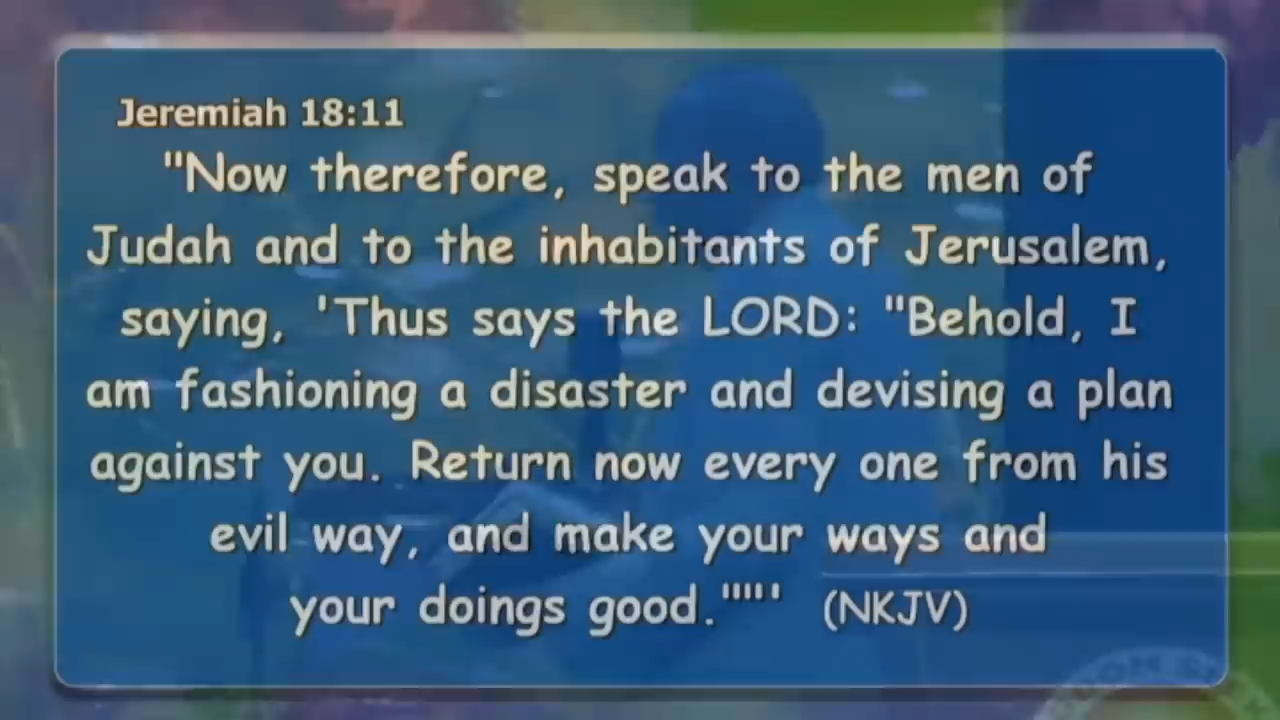 Jeremiah 18:11
"Now therefore, speak to the men of
Judah and to the inhabitants of Jerusalem,
saying, 'Thus says the LORD: "Behold, I
am fashioning a disaster and devising a plan
against you. Return now every one from his
evil way, and make your ways and
your doings good."'"' (NKJV)